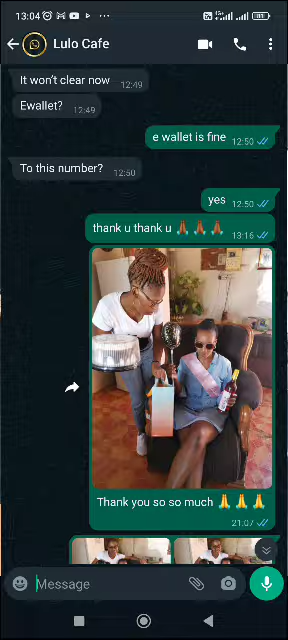 13:04
Lulo Cafe
It won't clear now
12:49
Ewallet?
12:49
e wallet is fine
12:50
To this number?
12:50
yes
12:50
thank u thank u 🙏🏾 🙏🏾 🙏🏾
13:16
Thank you so so much 🙏 🙏 🙏
21:07
Message